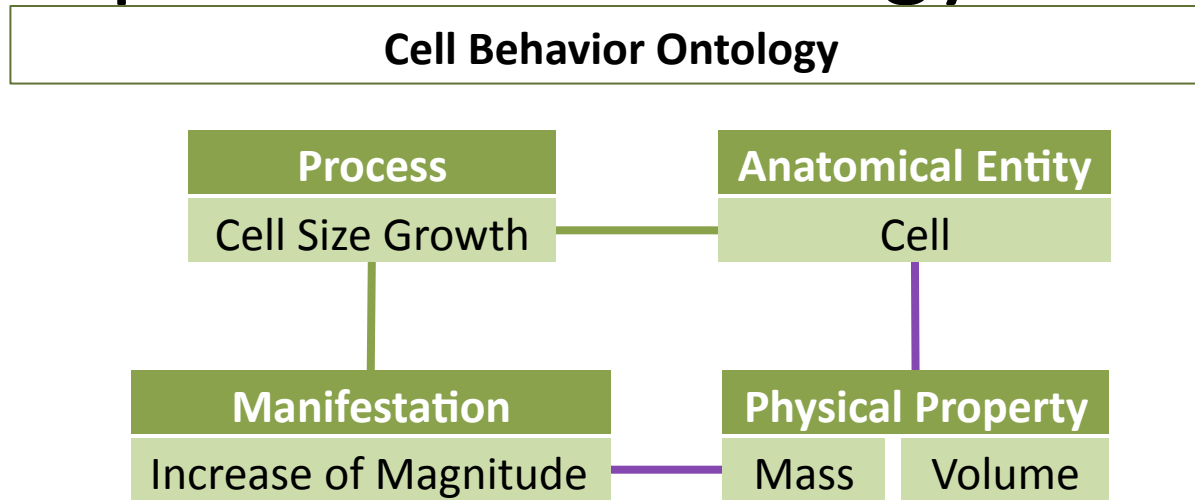 Cell Behavior Ontology
Process
Cell Size Growth
Anatomical Entity
Cell
Manifestation
Increase of Magnitude
Physical Property
Mass Volume